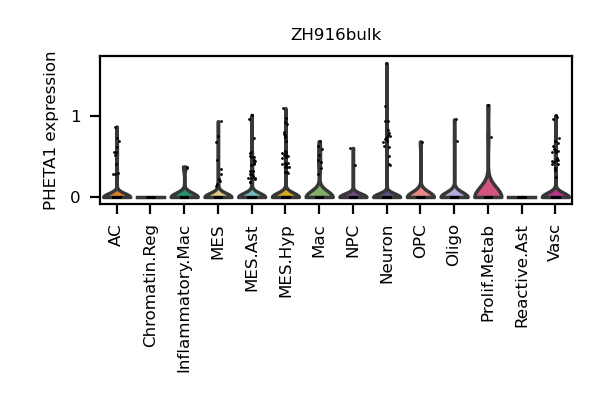 ZH916bulk
PHETA1 expression
1
0
AC
Chromatin.Reg
Inflammatory.Mac
MES
MES.Ast
MES.Hyp
Mac
NPC
Neuron
OPC
Oligo
Prolif.Metab
Reactive.Ast
Vasc